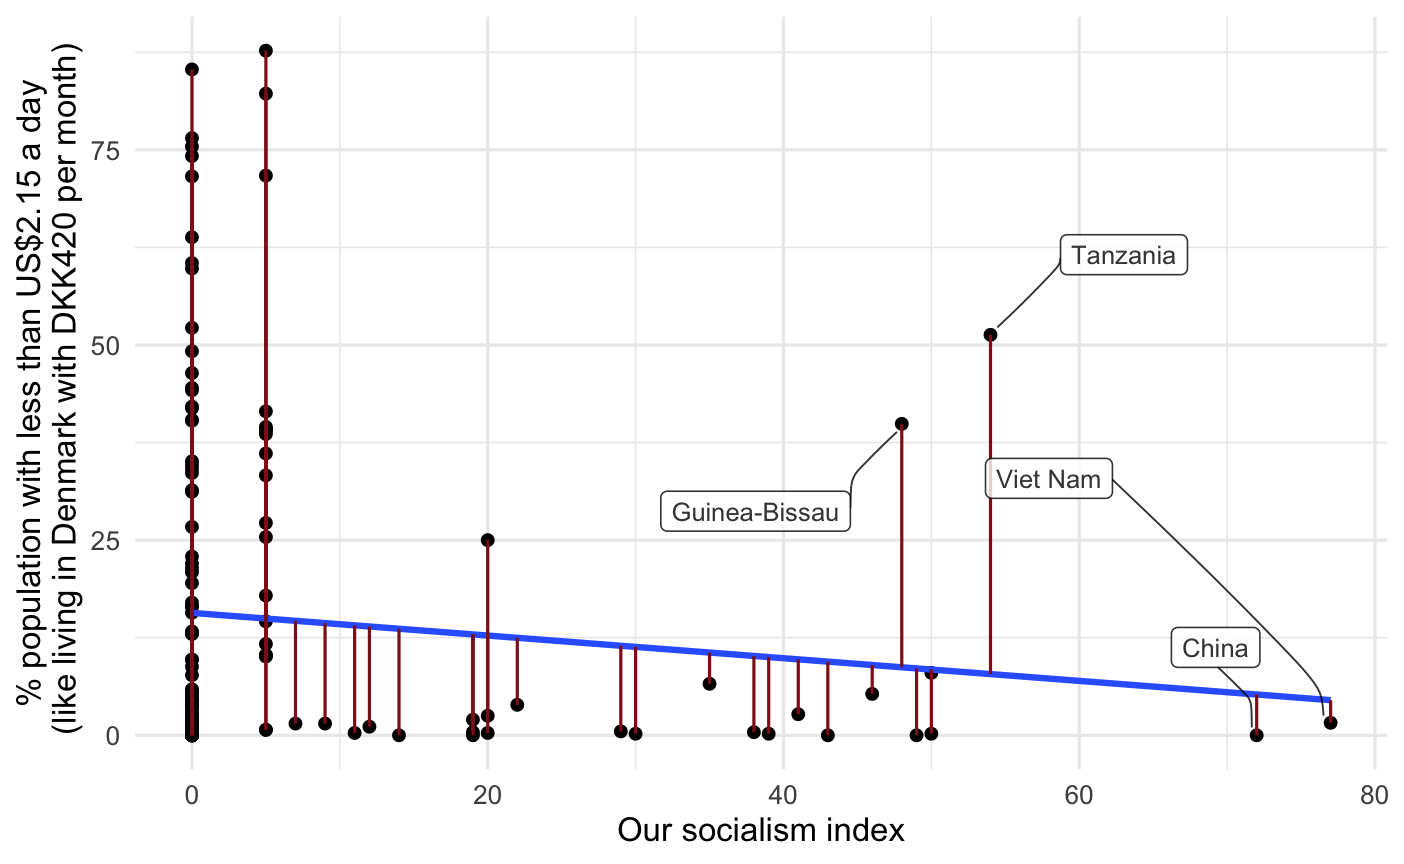 % population with less than US$2.15 a day
(like living in Denmark with DKK420 per month)
75
50
25
0
Tanzania
Viet Nam
Guinea-Bissau
China
0
20
40
60
80
Our socialism index